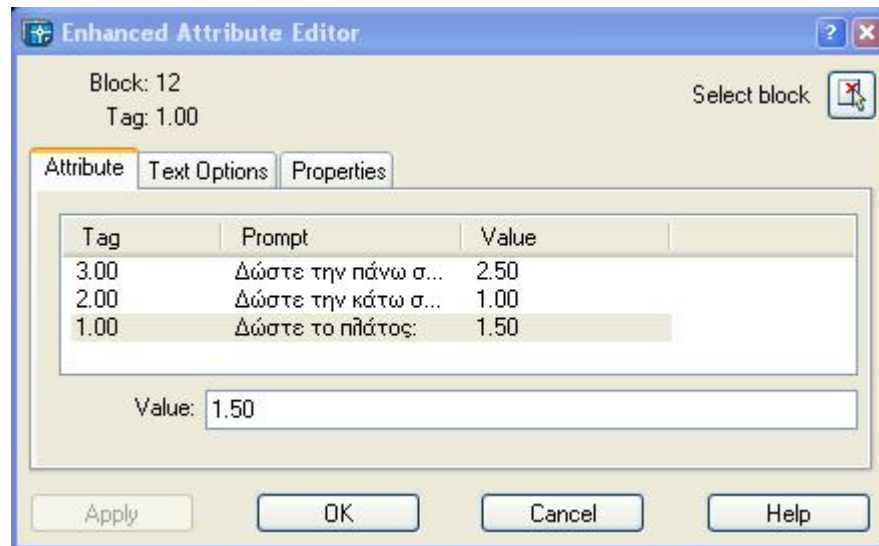 Enhanced Attribute Editor
Block: 12
Select block
Tag: 1.00
Attribute Text Options Properties
Tag Prompt Value
3.00 Δώστε την πάνω σ... 2.50
2.00 Δώστε την κάτω σ... 1.00
1.00 Δώστε το πλάτος: 1.50
Value: 1.50
Apply OK Cancel Help